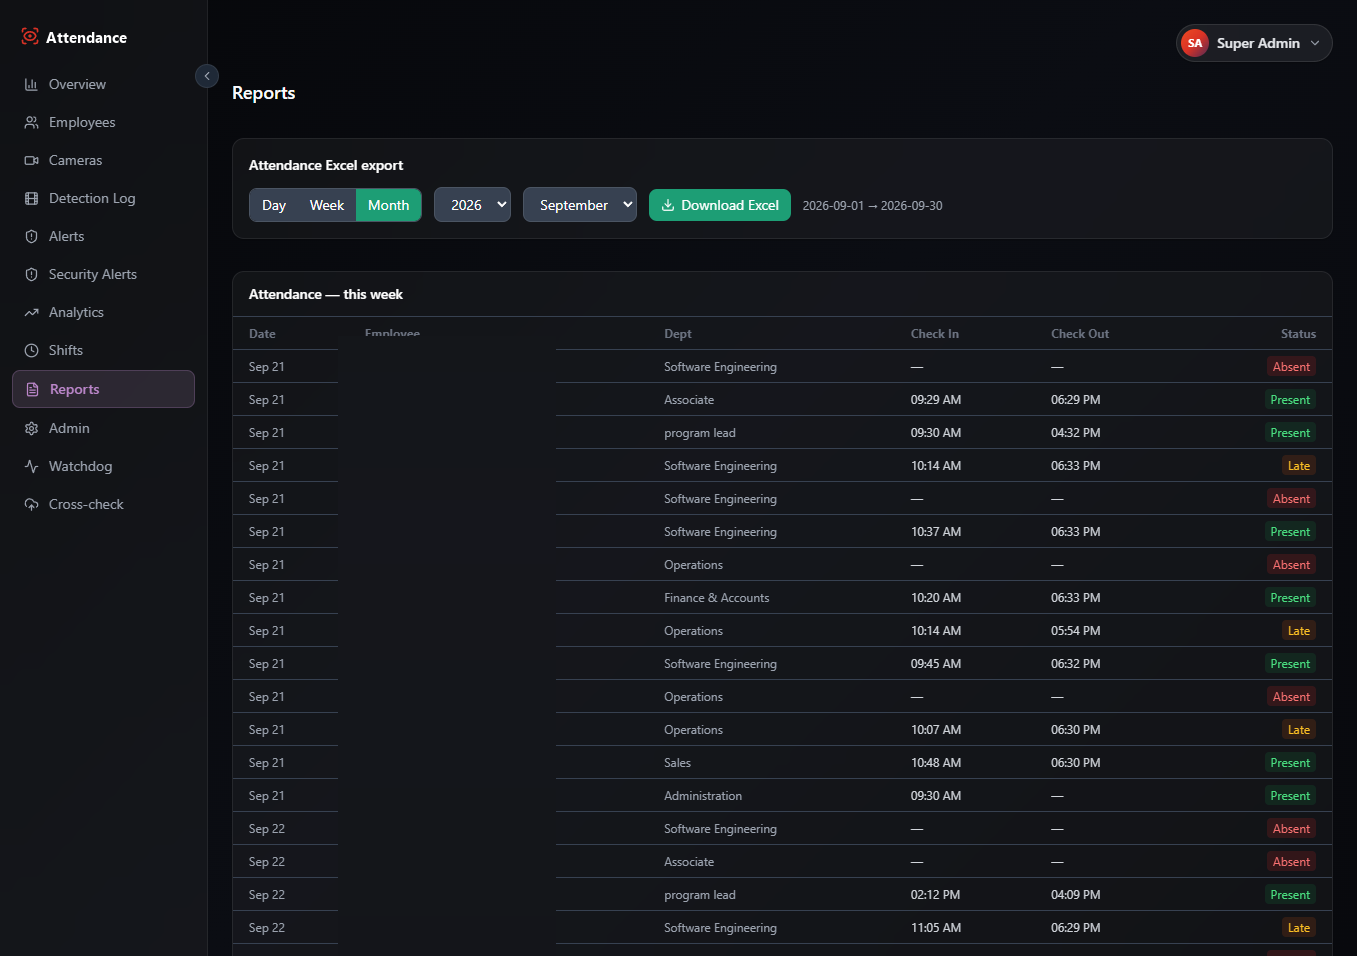 Attendance
SA Super Admin
Overview
Reports
Employees
Cameras
Detection Log
Alerts
Security Alerts
Analytics
Shifts
Reports
Admin
Watchdog
Cross-check
Attendance Excel export
Day Week Month 2026 September Download Excel 2026-09-01 → 2026-09-30
Attendance — this week
Date Employee Dept Check In Check Out Status
Sep 21 Software Engineering — — Absent
Sep 21 Associate 09:29 AM 06:29 PM Present
Sep 21 program lead 09:30 AM 04:32 PM Present
Sep 21 Software Engineering 10:14 AM 06:33 PM Late
Sep 21 Software Engineering — — Absent
Sep 21 Software Engineering 10:37 AM 06:33 PM Present
Sep 21 Operations — — Absent
Sep 21 Finance & Accounts 10:20 AM 06:33 PM Present
Sep 21 Operations 10:14 AM 05:54 PM Late
Sep 21 Software Engineering 09:45 AM 06:32 PM Present
Sep 21 Operations — — Absent
Sep 21 Operations 10:07 AM 06:30 PM Late
Sep 21 Sales 10:48 AM 06:30 PM Present
Sep 21 Administration 09:30 AM — Present
Sep 22 Software Engineering — — Absent
Sep 22 Associate — — Absent
Sep 22 program lead 02:12 PM 04:09 PM Present
Sep 22 Software Engineering 11:05 AM 06:29 PM Late